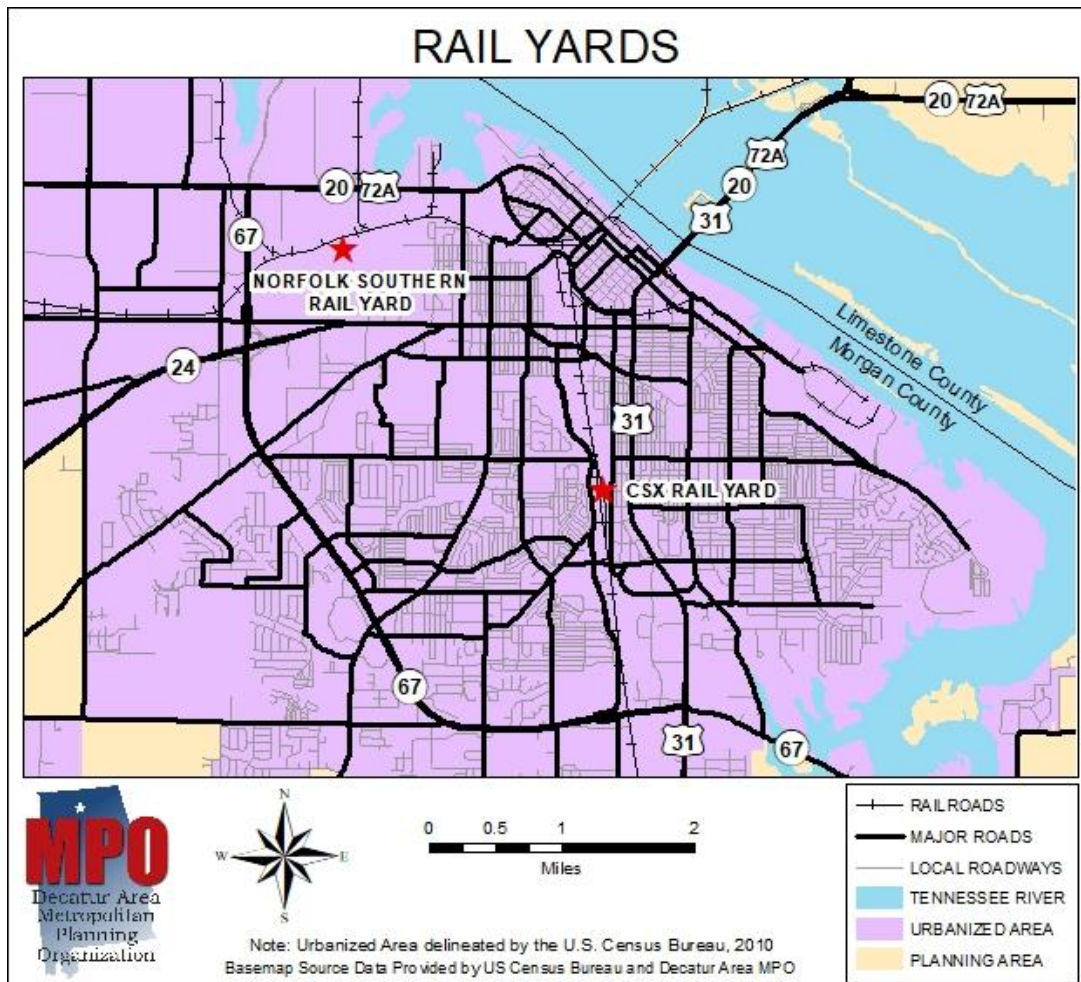 RAIL YARDS
20 72A
20 72A
72A
20
31
67
NORFOLK SOUTHERN
RAIL YARD
Limestone County
Morgan County
24
31
CSX RAIL YARD
67
31
67
MPO
Decatur Area
Metropolitan
Planning
Organization
N
W E
S
0 0.5 1 2
Miles
RAILROADS
MAJOR ROADS
LOCAL ROADWAYS
TENNESSEE RIVER
URBANIZED AREA
PLANNING AREA
Note: Urbanized Area delineated by the U.S. Census Bureau, 2010
Basemap Source Data Provided by US Census Bureau and Decatur Area MPO